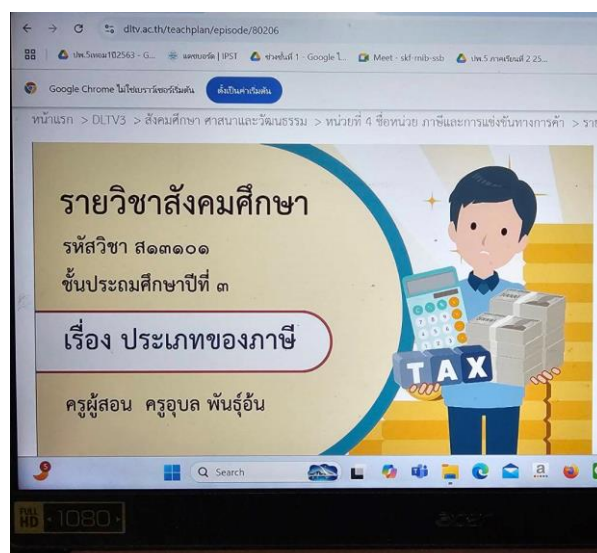 dltv.ac.th/teachplan/episode/80206
Meet - skf-mib-ssb
Google Chrome ไม่ใช่เบราว์เซอร์เริ่มต้น
ตั้งเป็นค่าเริ่มต้น
หน้าแรก > DLTV3 > สังคมศึกษา ศาสนาและวัฒนธรรม > หน่วยที่ 4 ชื่อหน่วย ภาษีและการแข่งขันทางการค้า >
รายวิชาสังคมศึกษา
รหัสวิชา ส๑๓๑๐๑
ชั้นประถมศึกษาปีที่ ๓
เรื่อง ประเภทของภาษี
ครูผู้สอน ครูอุบล พันธุ์อ้น
TAX
Search
FULL HD 1080
acer